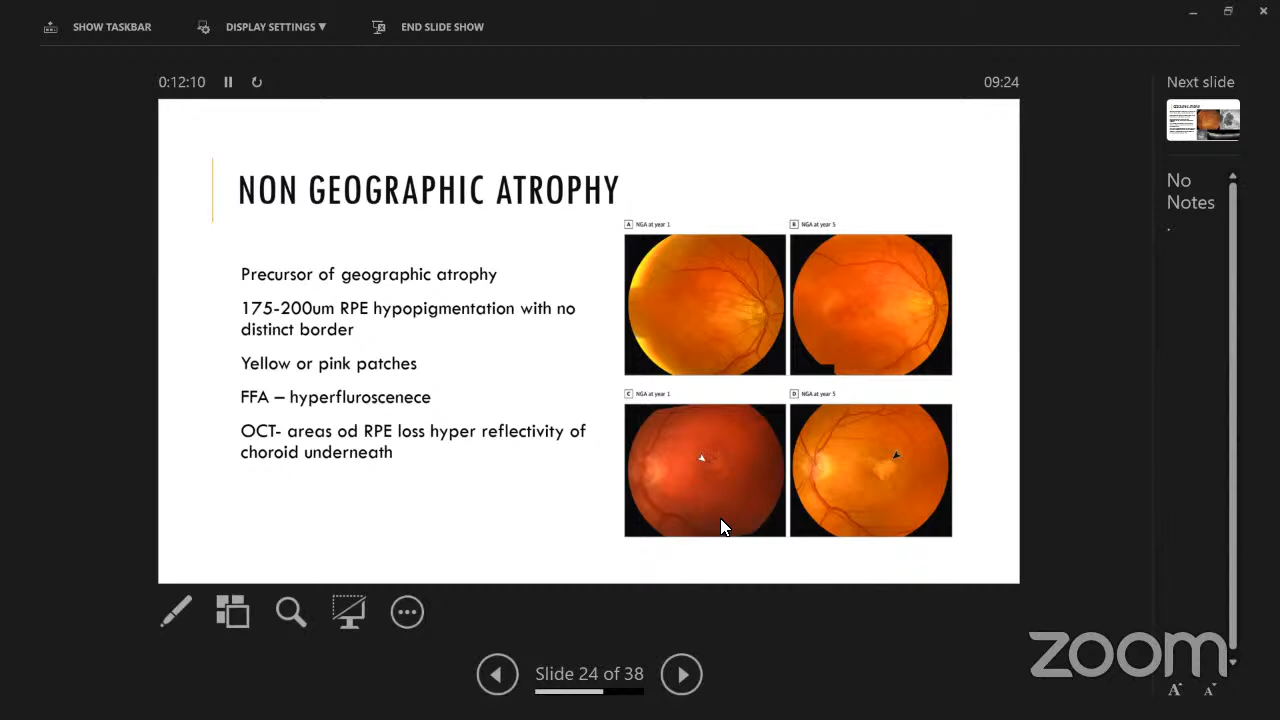 SHOW TASKBAR
DISPLAY SETTINGS ▼
END SLIDE SHOW
0:12:10
09:24
Next slide
NON GEOGRAPHIC ATROPHY
Precursor of geographic atrophy
175-200um RPE hypopigmentation with no
distinct border
Yellow or pink patches
FFA – hyperfluroscenece
OCT- areas od RPE loss hyper reflectivity of
choroid underneath
A NGA at year 1
B NGA at year 5
C NGA at year 1
D NGA at year 5
No
Notes
.
Slide 24 of 38
zoom
A A